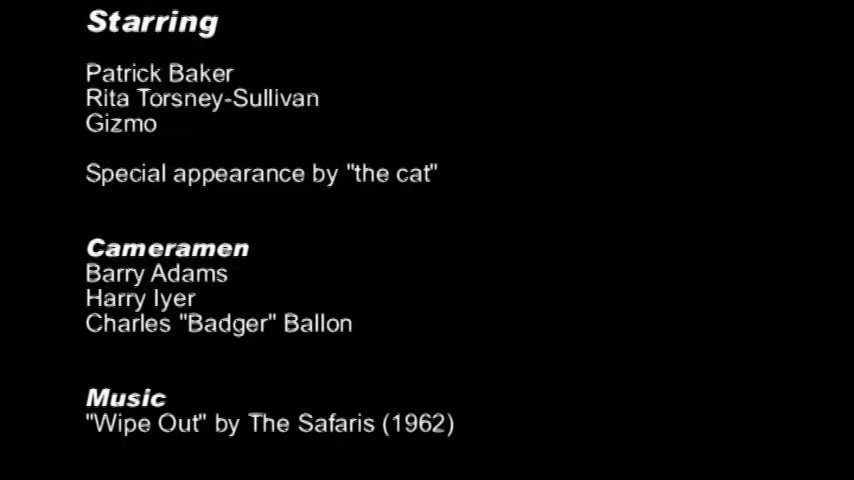 Starring
Patrick Baker
Rita Torsney-Sullivan
Gizmo
Special appearance by "the cat"
Cameramen
Barry Adams
Harry Iyer
Charles "Badger" Ballon
Music
"Wipe Out" by The Safaris (1962)